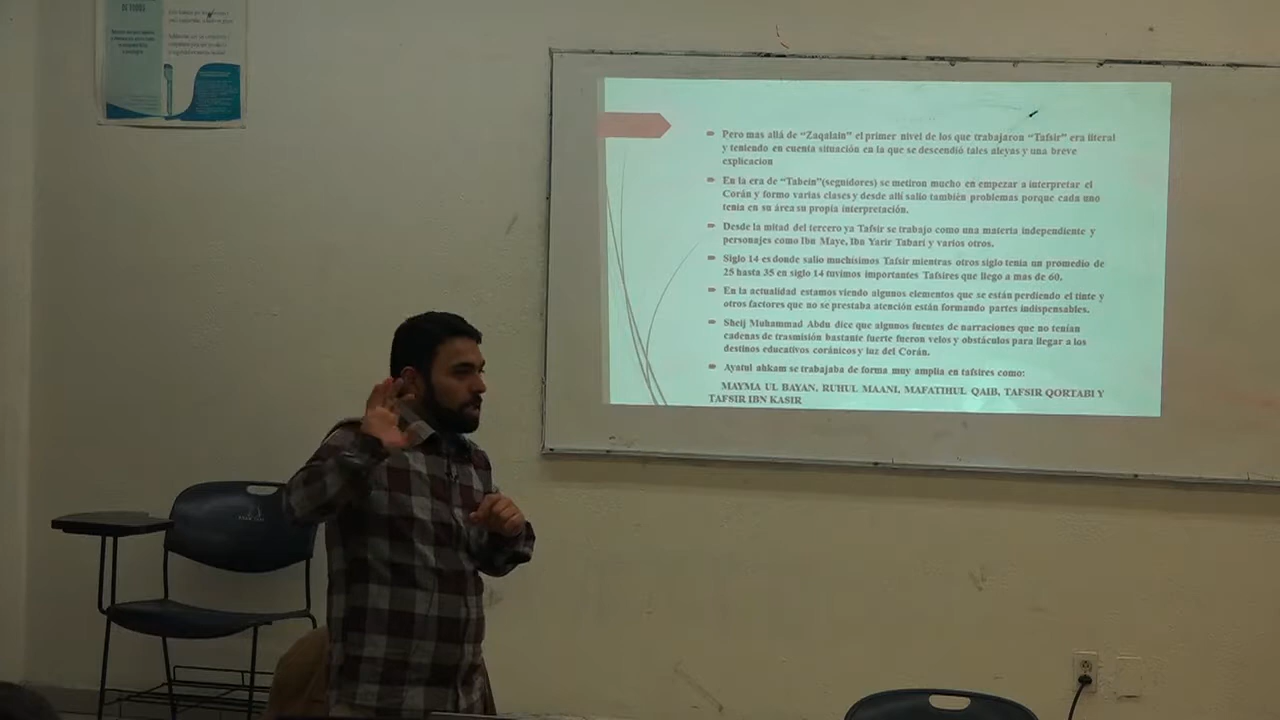 DE TODOS
Pero mas allá de “Zaqalain” el primer nivel de los que trabajaron “Tafsir” era literal
y teniendo en cuenta situación en la que se descendió tales aleyas y una breve
explicacion
En la era de “Tabein”(seguidores) se metiron mucho en empezar a interpretar el
Corán y formo varias clases y desde allí salio también problemas porque cada uno
tenia en su área su propia interpretación.
Desde la mitad del tercero ya Tafsir se trabajo como una materia independiente y
personajes como Ibn Maye, Ibn Yarir Tabari y varios otros.
Siglo 14 es donde salio muchísimos Tafsir mientras otros siglo tenia un promedio de
25 hasta 35 en siglo 14 tuvimos importantes Tafsires que llego a mas de 60.
En la actualidad estamos viendo algunos elementos que se están perdiendo el tinte y
otros factores que no se prestaba atención están formando partes indispensables.
Sheij Muhammad Abdu dice que algunos fuentes de narraciones que no tenían
cadenas de trasmisión bastante fuerte fueron velos y obstáculos para llegar a los
destinos educativos coránicos y luz del Corán.
Ayatul ahkam se trabajaba de forma muy amplia en tafsires como:
MAYMA UL BAYAN, RUHUL MAANI, MAFATIHUL QAIB, TAFSIR QORTABI Y
TAFSIR IBN KASIR